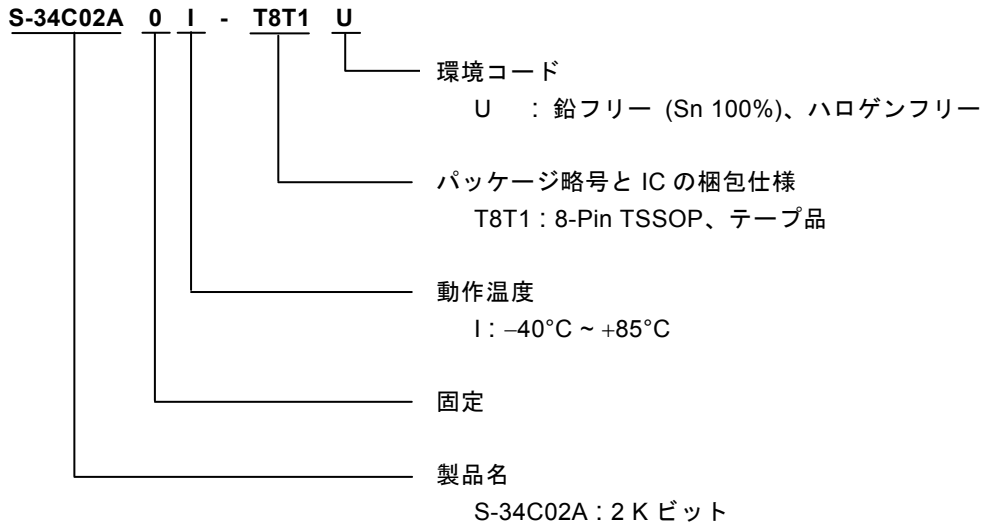 S-34C02A 0 I - T8T1 U
環境コード
U : 鉛フリー (Sn 100%)、ハロゲンフリー
パッケージ略号と IC の梱包仕様
T8T1 : 8-Pin TSSOP、テープ品
動作温度
I : −40°C ~ +85°C
固定
製品名
S-34C02A : 2 K ビット